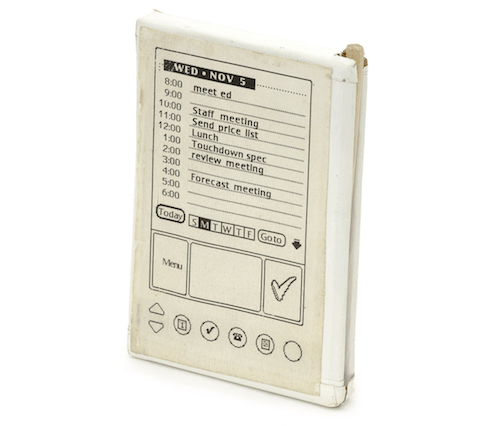 WED • NOV 5
8:00
9:00 meet ed
10:00
11:00 Staff meeting
12:00 Send price list
1:00 Lunch
2:00 Touchdown spec
3:00 review meeting
4:00
5:00 Forecast meeting
6:00
Today S M T W T F Go to
Menu